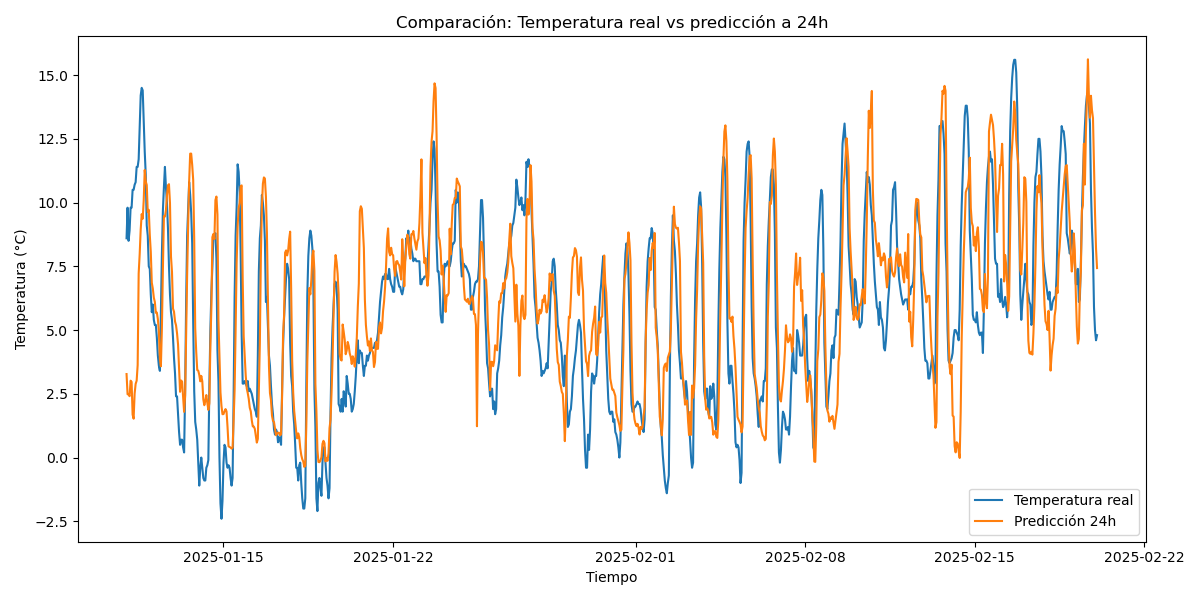 Comparación: Temperatura real vs predicción a 24h
Temperatura (°C)
15.0
12.5
10.0
7.5
5.0
2.5
0.0
−2.5
Temperatura real
Predicción 24h
2025-01-15
2025-01-22
2025-02-01
2025-02-08
2025-02-15
2025-02-22
Tiempo